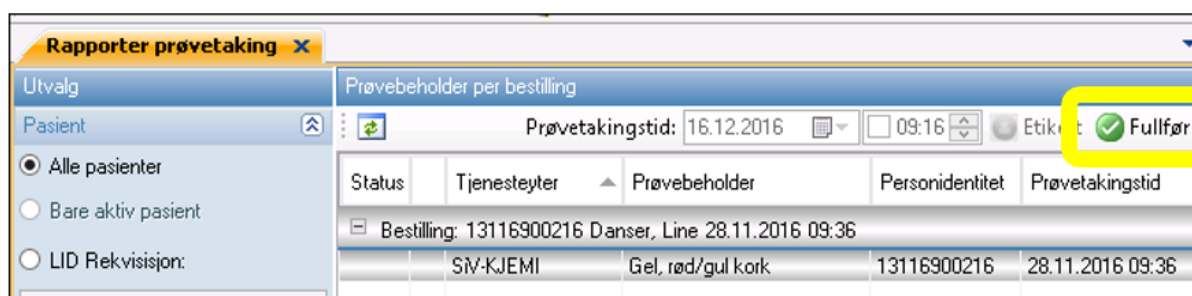 Rapporter prøvetaking
Utvalg
Pasient
Alle pasienter
Bare aktiv pasient
LID Rekvisisjon:
Prøvebeholder per bestilling
Prøvetakingstid: 16.12.2016 09:16 Etikett Fullfør
Status Tjenesteyter Prøvebeholder Personidentitet Prøvetakingstid
Bestilling: 13116900216 Danser, Line 28.11.2016 09:36
SiV-KJEMI Gel, rød/gul kork 13116900216 28.11.2016 09:36